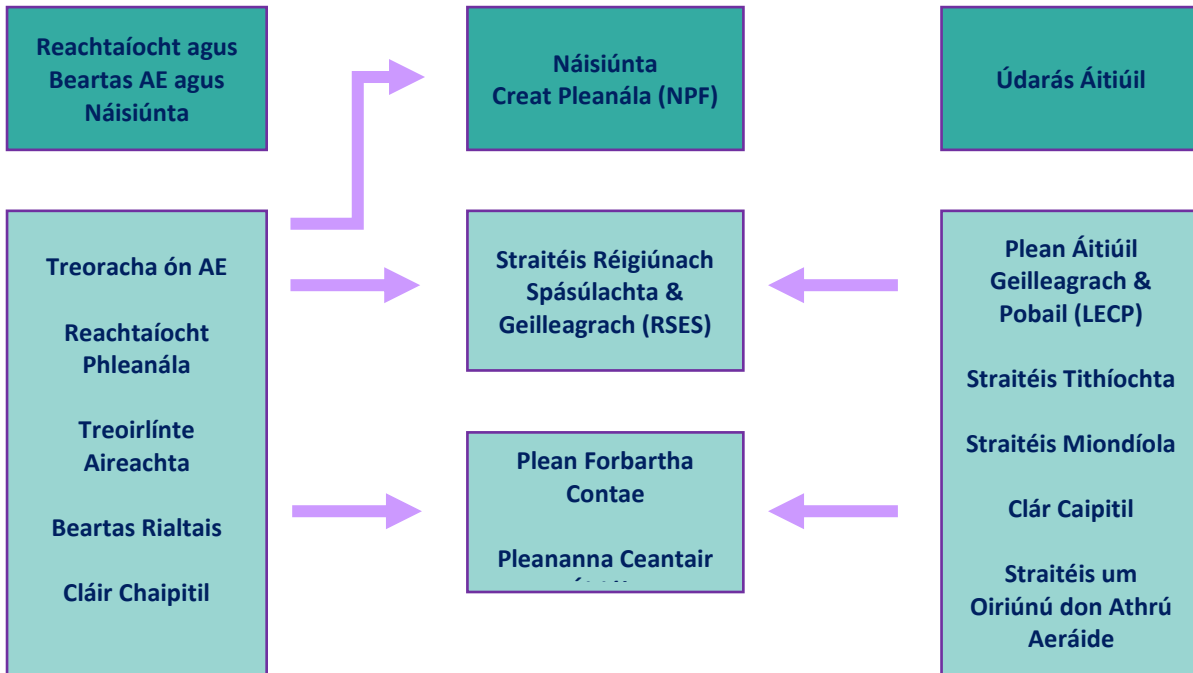 Reachtaíocht agus
Beartas AE agus
Náisiúnta
Náisiúnta
Creat Pleanála (NPF)
Údarás Áitiúil
Treoracha ón AE
Reachtaíocht
Phleanála
Treoirlínte
Aireachta
Beartas Rialtais
Cláir Chaipitil
Straitéis Réigiúnach
Spásúlachta &
Geilleagrach (RSES)
Plean Forbartha
Contae
Pleananna Ceantair
Plean Áitiúil
Geilleagrach &
Pobail (LECP)
Straitéis Tithíochta
Straitéis Miondíola
Clár Caipitil
Straitéis um
Oiriúnú don Athrú
Aeráide